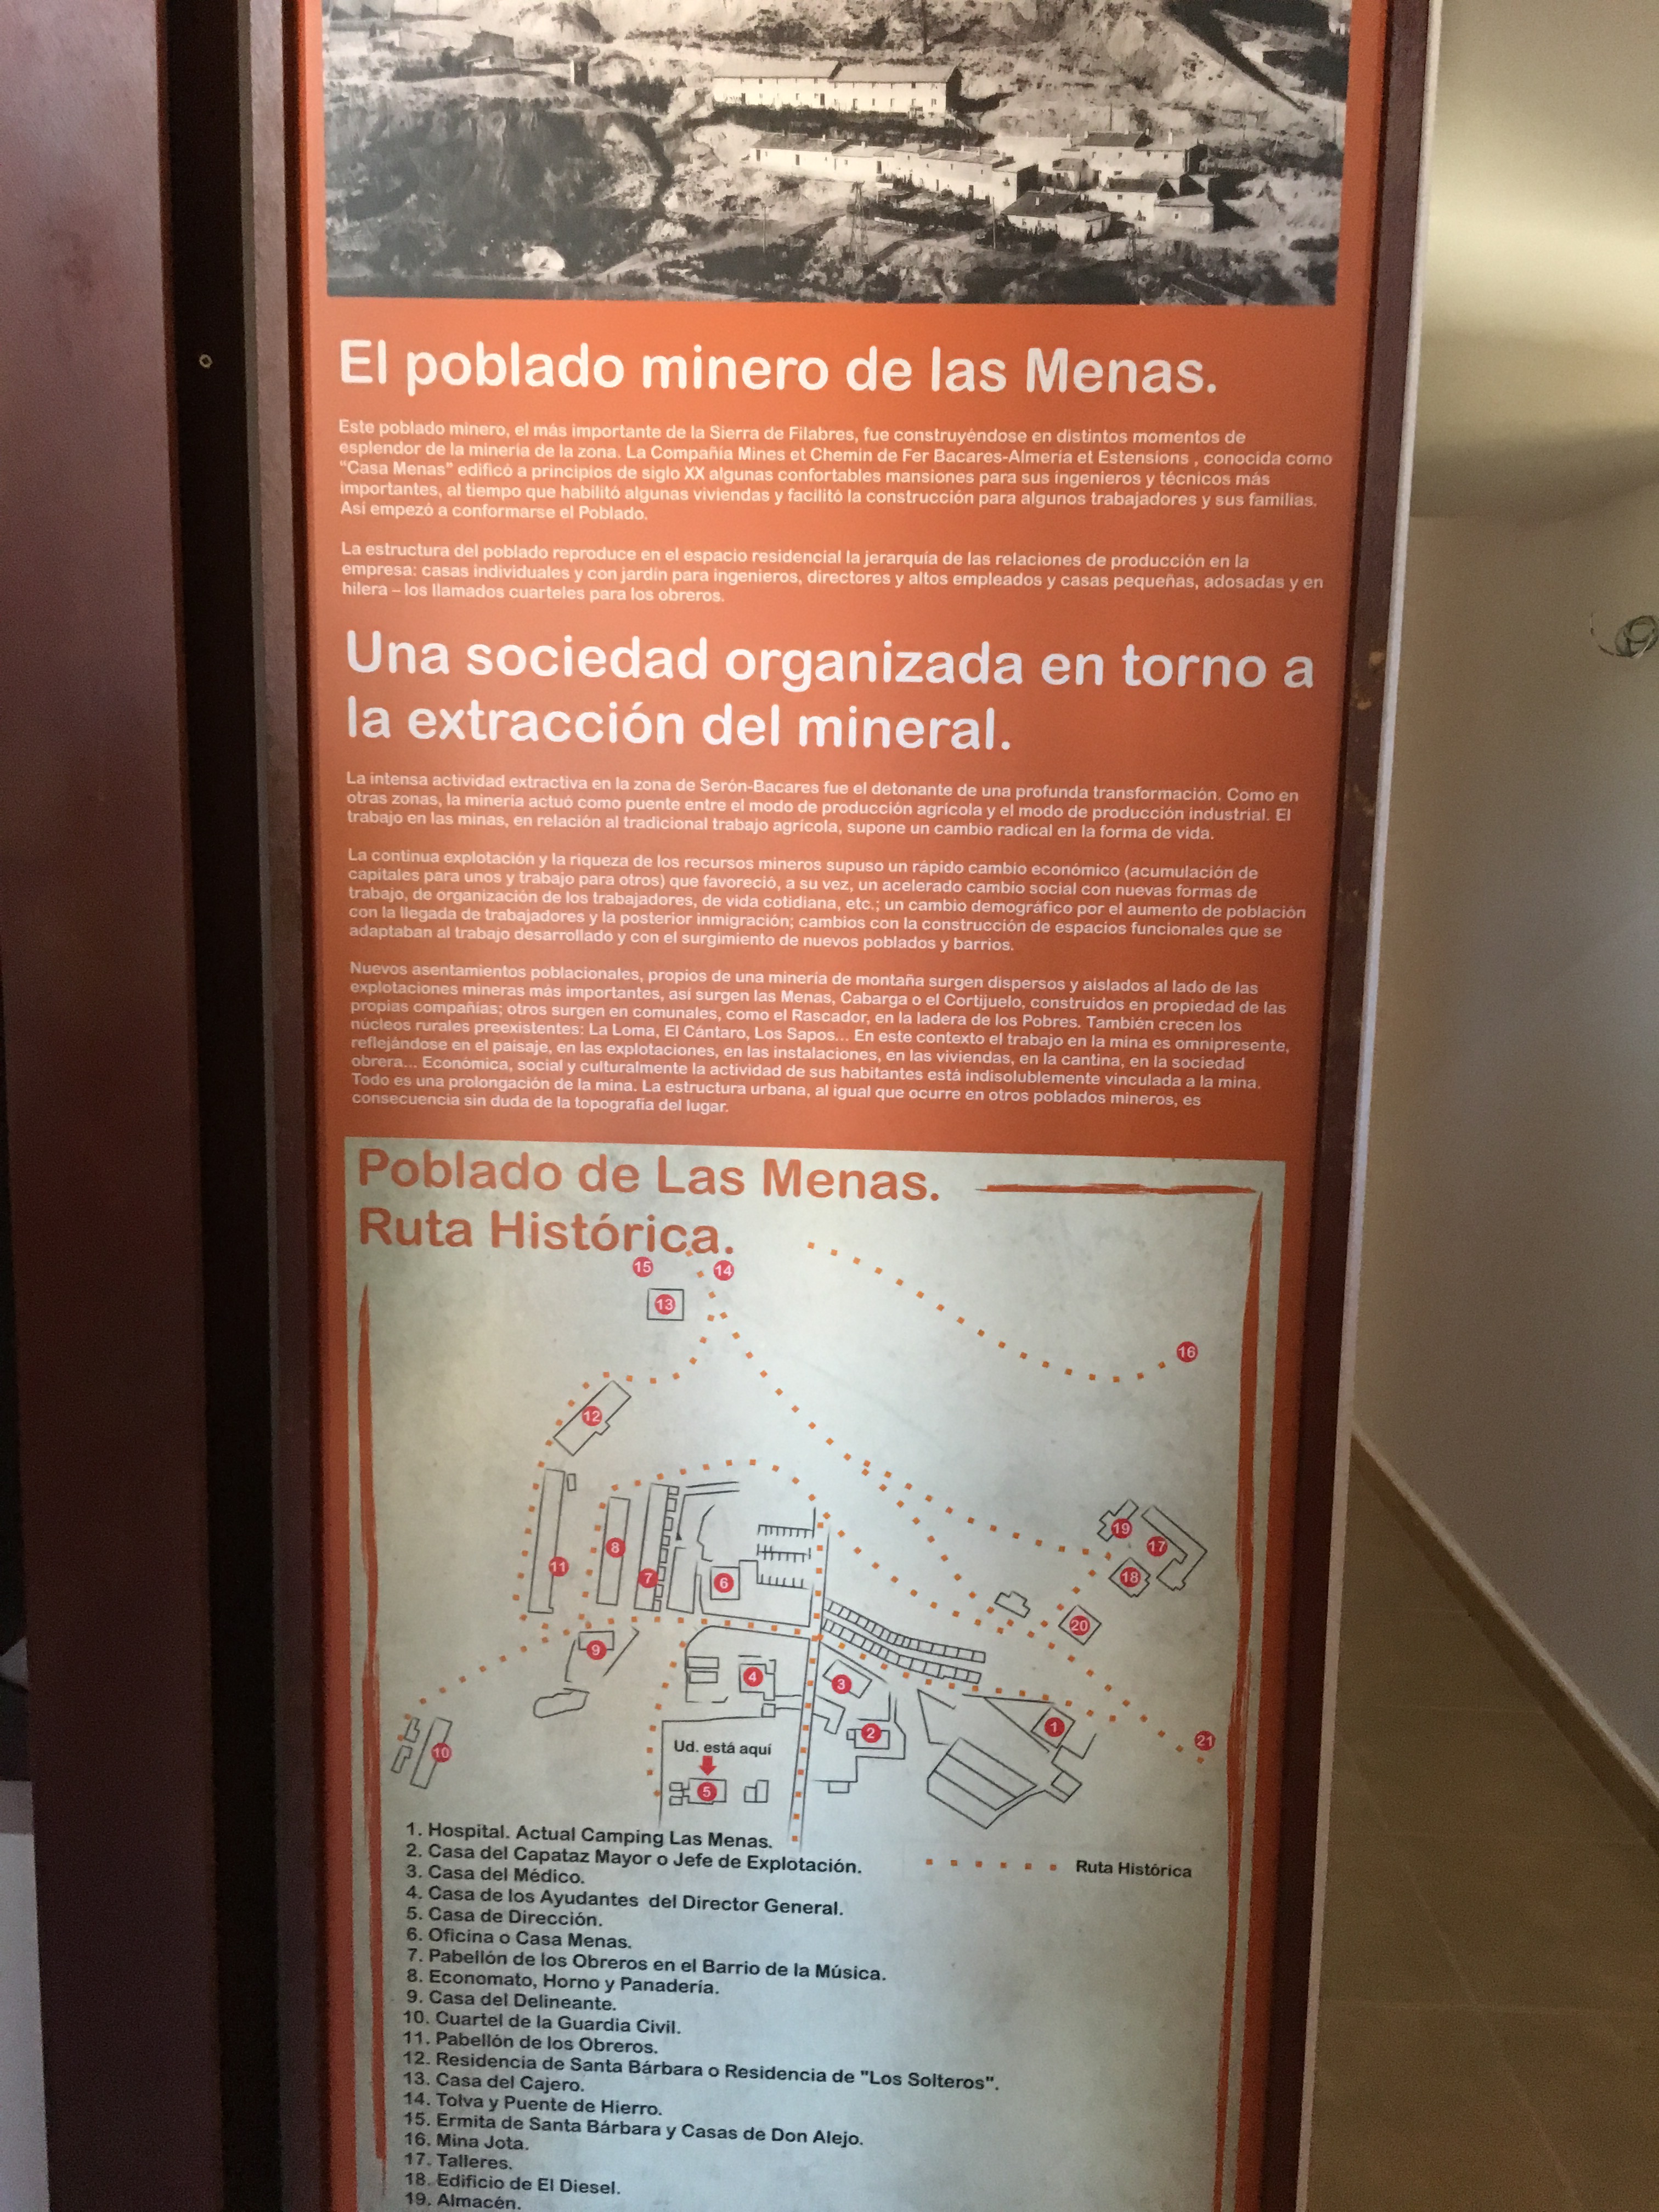 El poblado minero de las Menas.
Este poblado minero, el más importante de la Sierra de Filabres, fue construyéndose en distintos momentos de
esplendor de la minería de la zona. La Compañía Mines et Chemin de Fer Bacares-Almería et Estensions , conocida como
“Casa Menas” edificó a principios de siglo XX algunas confortables mansiones para sus ingenieros y técnicos más
importantes, al tiempo que habilitó algunas viviendas y facilitó la construcción para algunos trabajadores y sus familias.
Así empezó a conformarse el Poblado.
La estructura del poblado reproduce en el espacio residencial la jerarquía de las relaciones de producción en la
empresa: casas individuales y con jardín para ingenieros, directores y altos empleados y casas pequeñas, adosadas y en
hilera – los llamados cuarteles para los obreros.
Una sociedad organizada en torno a
la extracción del mineral.
La intensa actividad extractiva en la zona de Serón-Bacares fue el detonante de una profunda transformación. Como en
otras zonas, la minería actuó como puente entre el modo de producción agrícola y el modo de producción industrial. El
trabajo en las minas, en relación al tradicional trabajo agrícola, supone un cambio radical en la forma de vida.
La continua explotación y la riqueza de los recursos mineros supuso un rápido cambio económico (acumulación de
capitales para unos y trabajo para otros) que favoreció, a su vez, un acelerado cambio social con nuevas formas de
trabajo, de organización de los trabajadores, de vida cotidiana, etc.; un cambio demográfico por el aumento de población
con la llegada de trabajadores y la posterior inmigración; cambios con la construcción de espacios funcionales que se
adaptaban al trabajo desarrollado y con el surgimiento de nuevos poblados y barrios.
Nuevos asentamientos poblacionales, propios de una minería de montaña surgen dispersos y aislados al lado de las
explotaciones mineras más importantes, así surgen las Menas, Cabarga o el Cortijuelo, construidos en propiedad de las
propias compañías; otros surgen en comunales, como el Rascador, en la ladera de los Pobres. También crecen los
núcleos rurales preexistentes: La Loma, El Cántaro, Los Sapos... En este contexto el trabajo en la mina es omnipresente,
reflejándose en el paisaje, en las explotaciones, en las instalaciones, en las viviendas, en la cantina, en la sociedad
obrera... Económica, social y culturalmente la actividad de sus habitantes está indisolublemente vinculada a la mina.
Todo es una prolongación de la mina. La estructura urbana, al igual que ocurre en otros poblados mineros, es
consecuencia sin duda de la topografía del lugar.
Poblado de Las Menas.
Ruta Histórica.
15
14
13
16
12
19
17
18
8
11
7
6
20
9
4
3
2
1
21
10
Ud. está aquí
5
1. Hospital. Actual Camping Las Menas.
2. Casa del Capataz Mayor o Jefe de Explotación.
Ruta Histórica
3. Casa del Médico.
4. Casa de los Ayudantes del Director General.
5. Casa de Dirección.
6. Oficina o Casa Menas.
7. Pabellón de los Obreros en el Barrio de la Música.
8. Economato, Horno y Panadería.
9. Casa del Delineante.
10. Cuartel de la Guardia Civil.
11. Pabellón de los Obreros.
12. Residencia de Santa Bárbara o Residencia de "Los Solteros".
13. Casa del Cajero.
14. Tolva y Puente de Hierro.
15. Ermita de Santa Bárbara y Casas de Don Alejo.
16. Mina Jota.
17. Talleres.
18. Edificio de El Diesel.
19. Almacén.